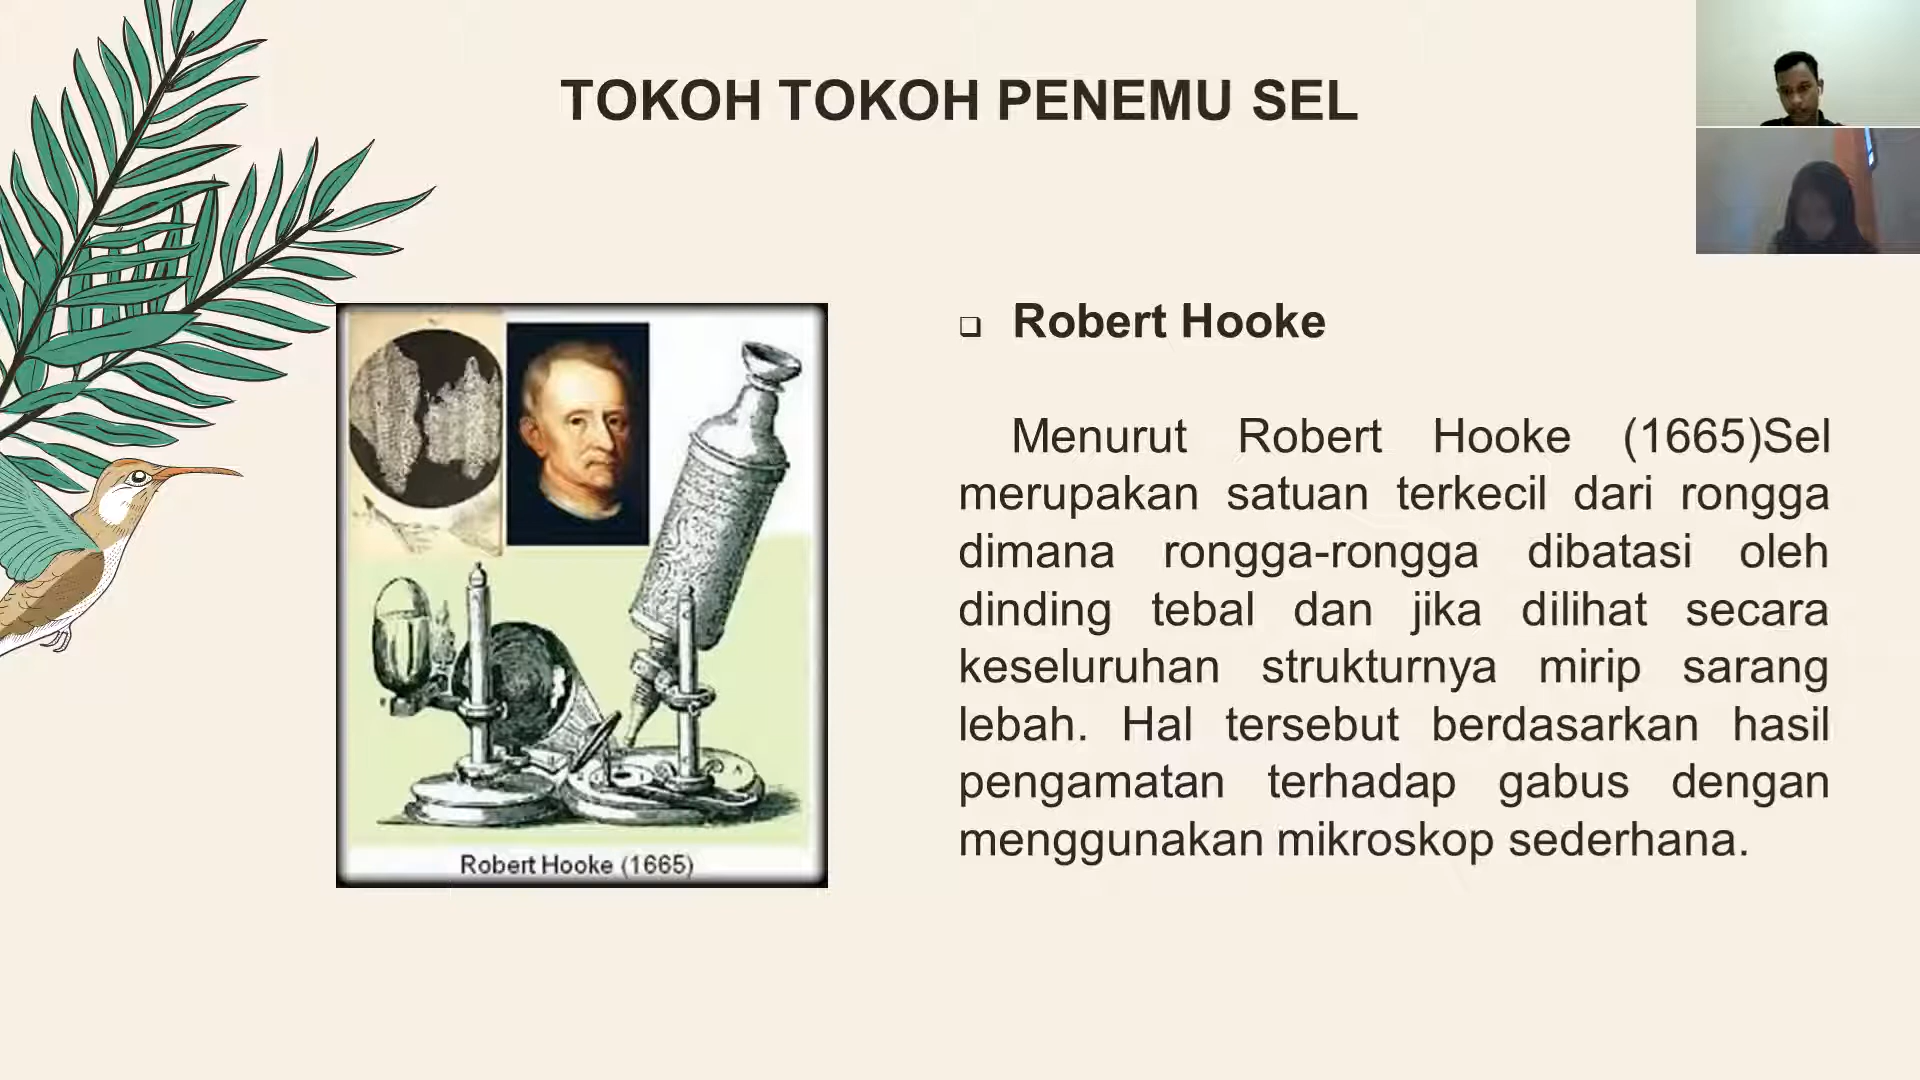 TOKOH TOKOH PENEMU SEL
Robert Hooke
Menurut Robert Hooke (1665)Sel
merupakan satuan terkecil dari rongga
dimana rongga-rongga dibatasi oleh
dinding tebal dan jika dilihat secara
keseluruhan strukturnya mirip sarang
lebah. Hal tersebut berdasarkan hasil
pengamatan terhadap gabus dengan
menggunakan mikroskop sederhana.
Robert Hooke (1665)